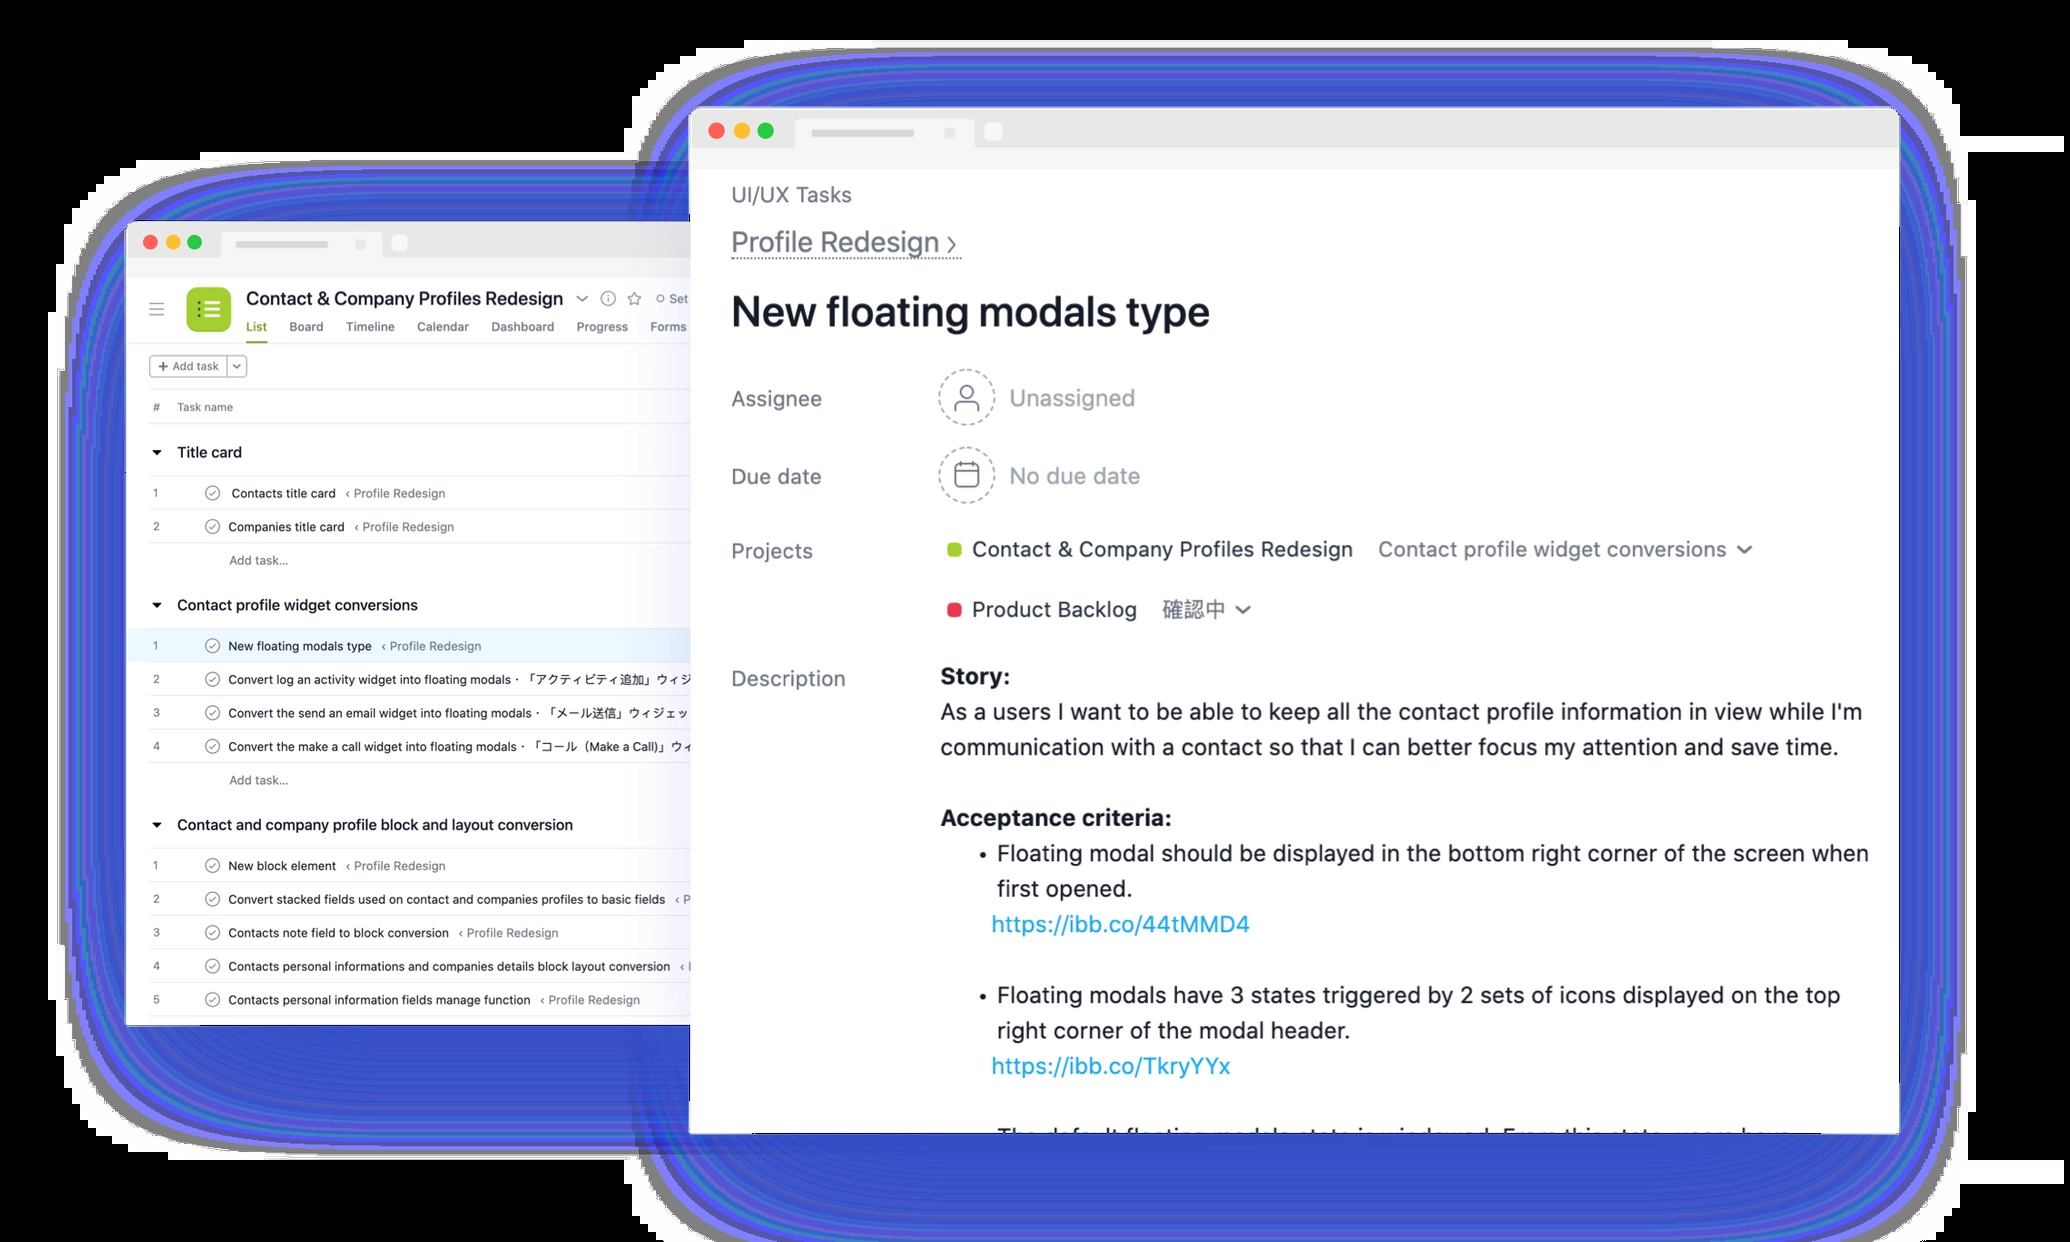 Contact & Company Profiles Redesign Set
List Board Timeline Calendar Dashboard Progress Forms
+ Add task
# Task name
Title card
1 Contacts title card ‹ Profile Redesign
2 Companies title card ‹ Profile Redesign
Add task...
Contact profile widget conversions
1 New floating modals type ‹ Profile Redesign
2 Convert log an activity widget into floating modals・「アクティビティ追加」ウィジ
3 Convert the send an email widget into floating modals・「メール送信」ウィジェッ
4 Convert the make a call widget into floating modals・「コール（Make a Call)」ウィ
Add task...
Contact and company profile block and layout conversion
1 New block element ‹ Profile Redesign
2 Convert stacked fields used on contact and companies profiles to basic fields ‹ P
3 Contacts note field to block conversion ‹ Profile Redesign
4 Contacts personal informations and companies details block layout conversion ‹
5 Contacts personal information fields manage function ‹ Profile Redesign
UI/UX Tasks
Profile Redesign ›
New floating modals type
Assignee Unassigned
Due date No due date
Projects Contact & Company Profiles Redesign Contact profile widget conversions
Product Backlog 確認中
Description Story:
As a users I want to be able to keep all the contact profile information in view while I'm
communication with a contact so that I can better focus my attention and save time.
Acceptance criteria:
• Floating modal should be displayed in the bottom right corner of the screen when
first opened.
https://ibb.co/44tMMD4
• Floating modals have 3 states triggered by 2 sets of icons displayed on the top
right corner of the modal header.
https://ibb.co/TkryYYx